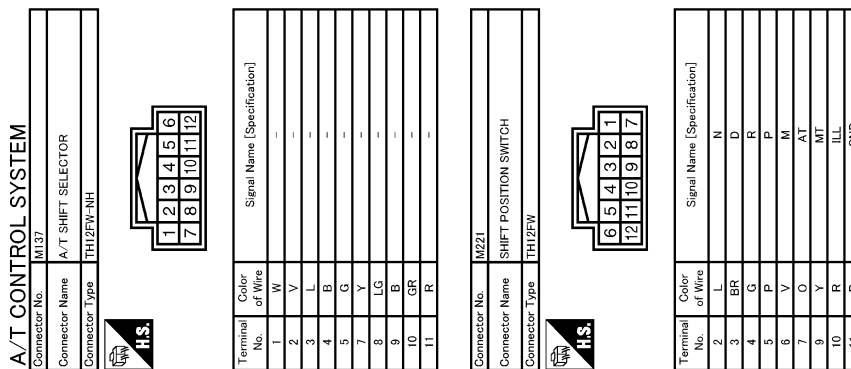 A/T CONTROL SYSTEM
Connector No. M137
Connector Name A/T SHIFT SELECTOR
Connector Type TH12FW-NH
H.S.
1 2 3 4 5 6
7 8 9 10 11 12
Terminal No. Color of Wire Signal Name [Specification]
1 W -
2 V -
3 L -
4 B -
5 G -
7 Y -
8 LG -
9 B -
10 GR -
11 R -
Connector No. M221
Connector Name SHIFT POSITION SWITCH
Connector Type TH12FW
H.S.
6 5 4 3 2 1
12 11 10 9 8 7
Terminal No. Color of Wire Signal Name [Specification]
2 L N
3 BR D
4 G R
5 P P
6 V M
7 O AT
9 Y MT
10 R ILL